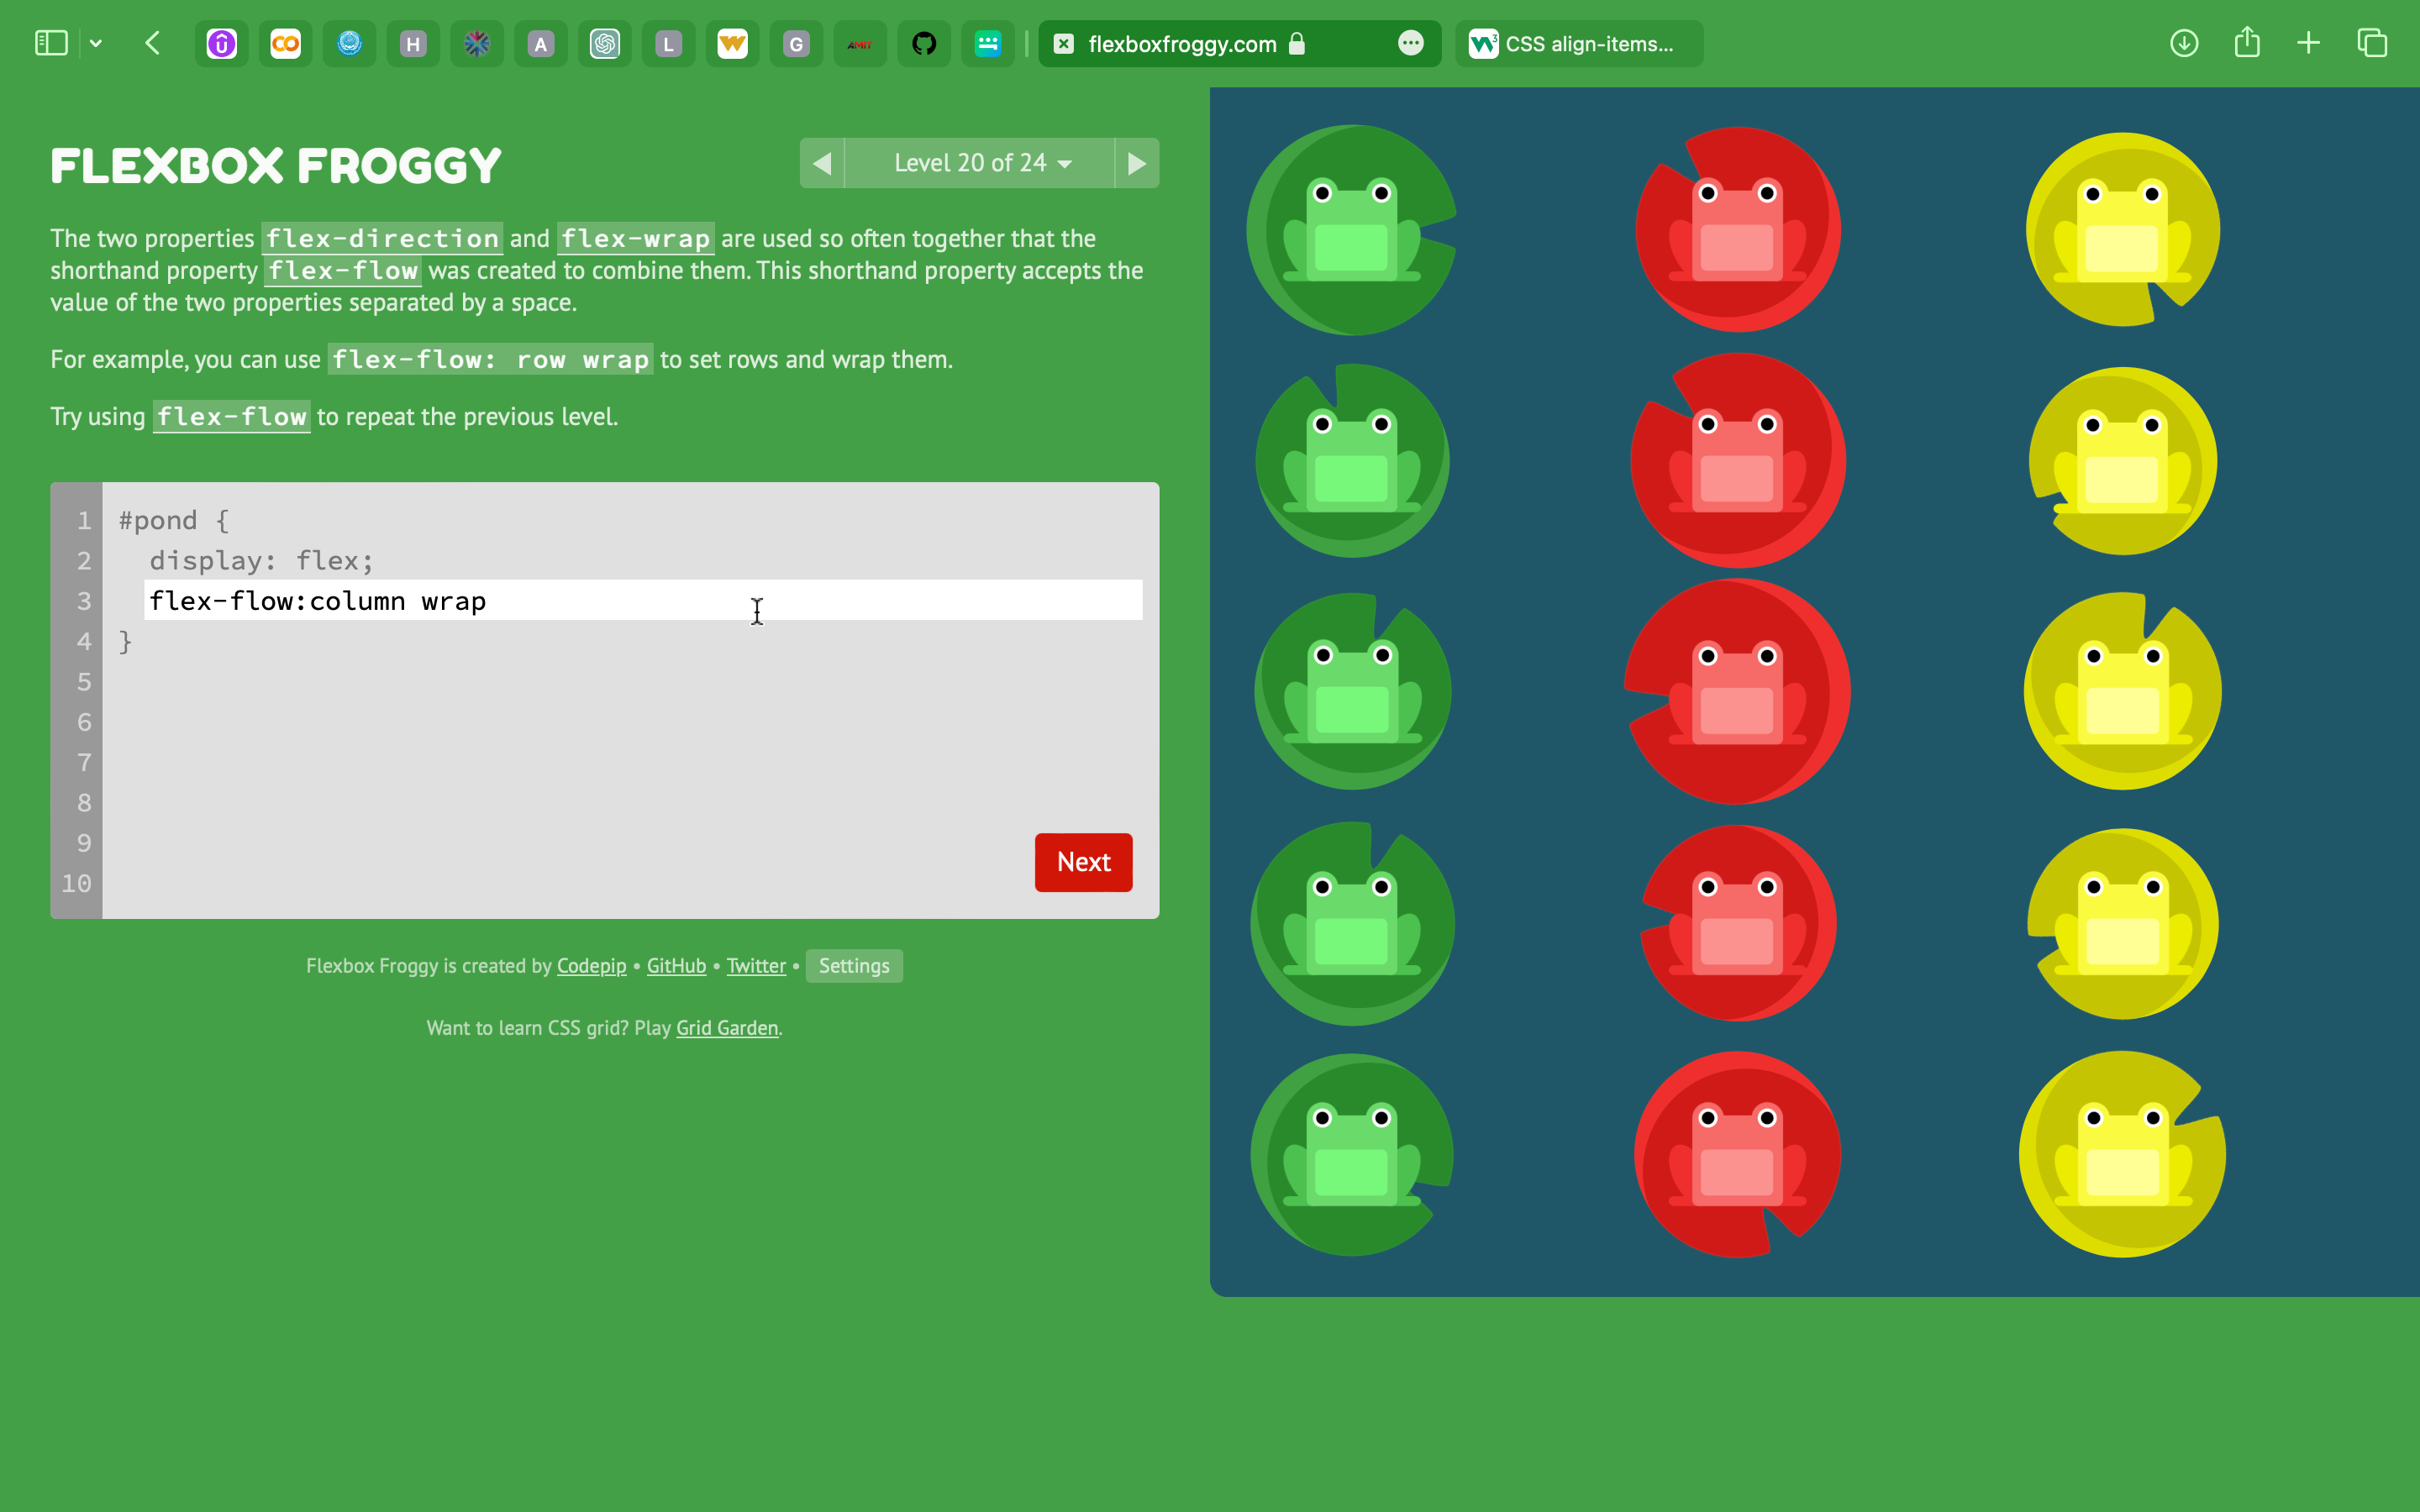 H A L G AMIT flexboxfroggy.com CSS align-items...
FLEXBOX FROGGY
Level 20 of 24
The two properties flex-direction and flex-wrap are used so often together that the
shorthand property flex-flow was created to combine them. This shorthand property accepts the
value of the two properties separated by a space.
For example, you can use flex-flow: row wrap to set rows and wrap them.
Try using flex-flow to repeat the previous level.
1 #pond {
2 display: flex;
3 flex-flow:column wrap
4 }
5
6
7
8
9
10
Next
Flexbox Froggy is created by Codepip • GitHub • Twitter • Settings
Want to learn CSS grid? Play Grid Garden.